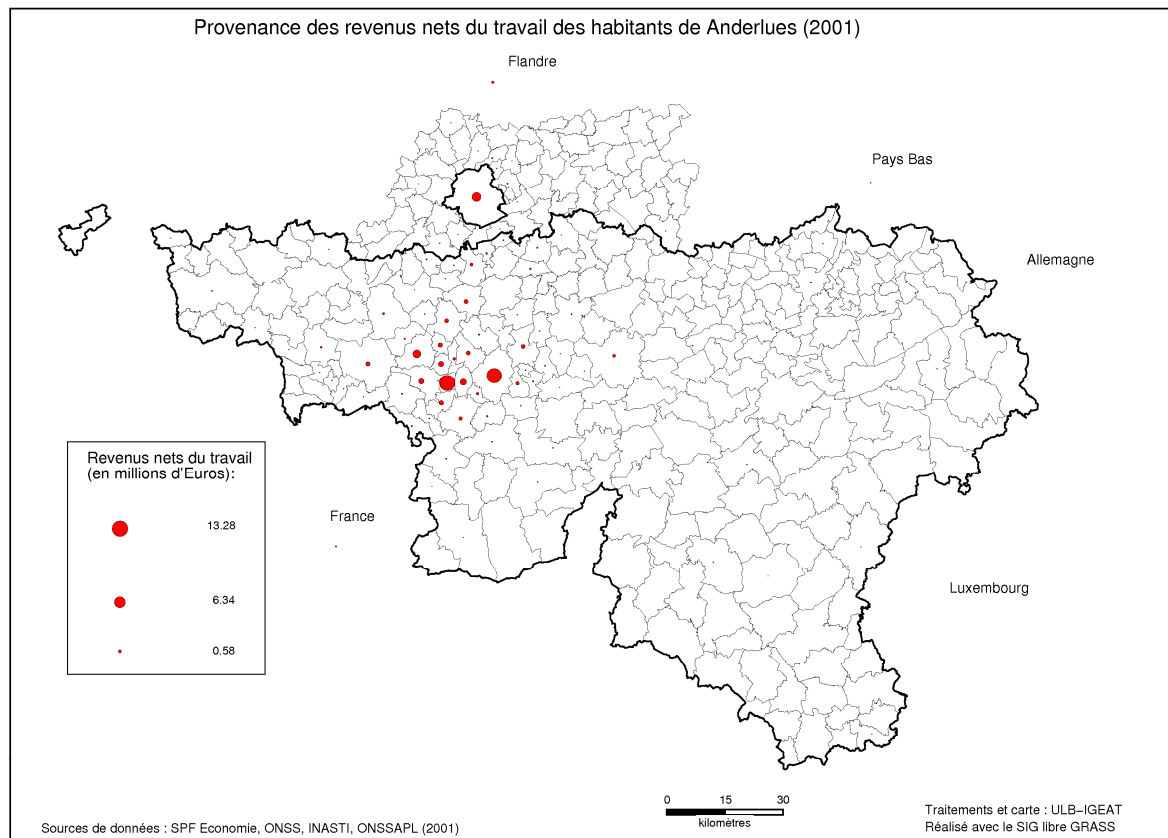 Provenance des revenus nets du travail des habitants de Anderlues (2001)
Flandre
Pays Bas
Allemagne
Revenus nets du travail
(en millions d'Euros):
13.28
6.34
0.58
France
Luxembourg
0 15 30
kilomètres
Sources de données : SPF Economie, ONSS, INASTI, ONSSAPL (2001)
Traitements et carte : ULB-IGEAT
Réalisé avec le SIG libre GRASS